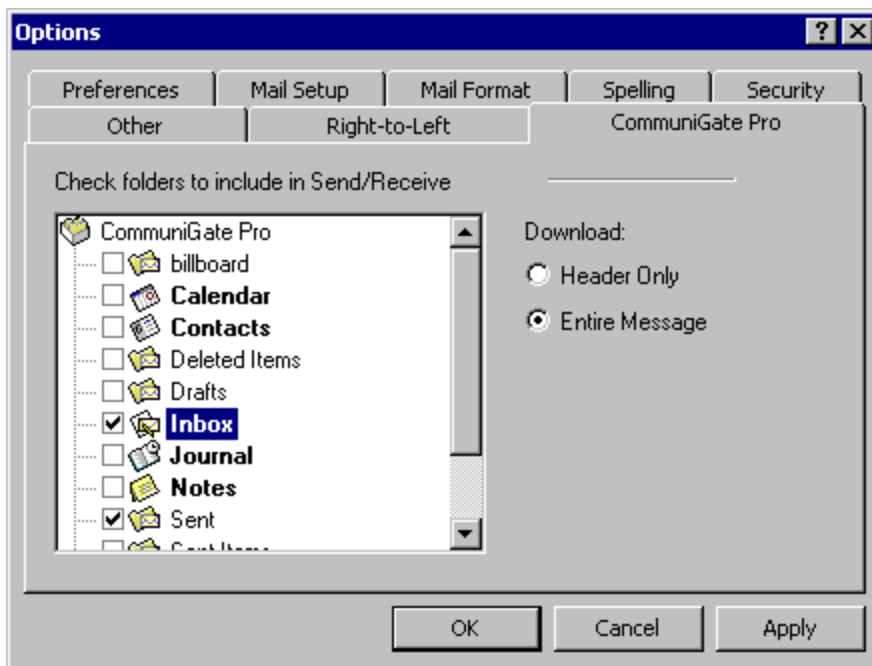 Options
Preferences Mail Setup Mail Format Spelling Security
Other Right-to-Left CommuniGate Pro
Check folders to include in Send/Receive
CommuniGate Pro
billboard
Calendar
Contacts
Deleted Items
Drafts
Inbox
Journal
Notes
Sent
Sent Items
Download:
Header Only
Entire Message
OK Cancel Apply